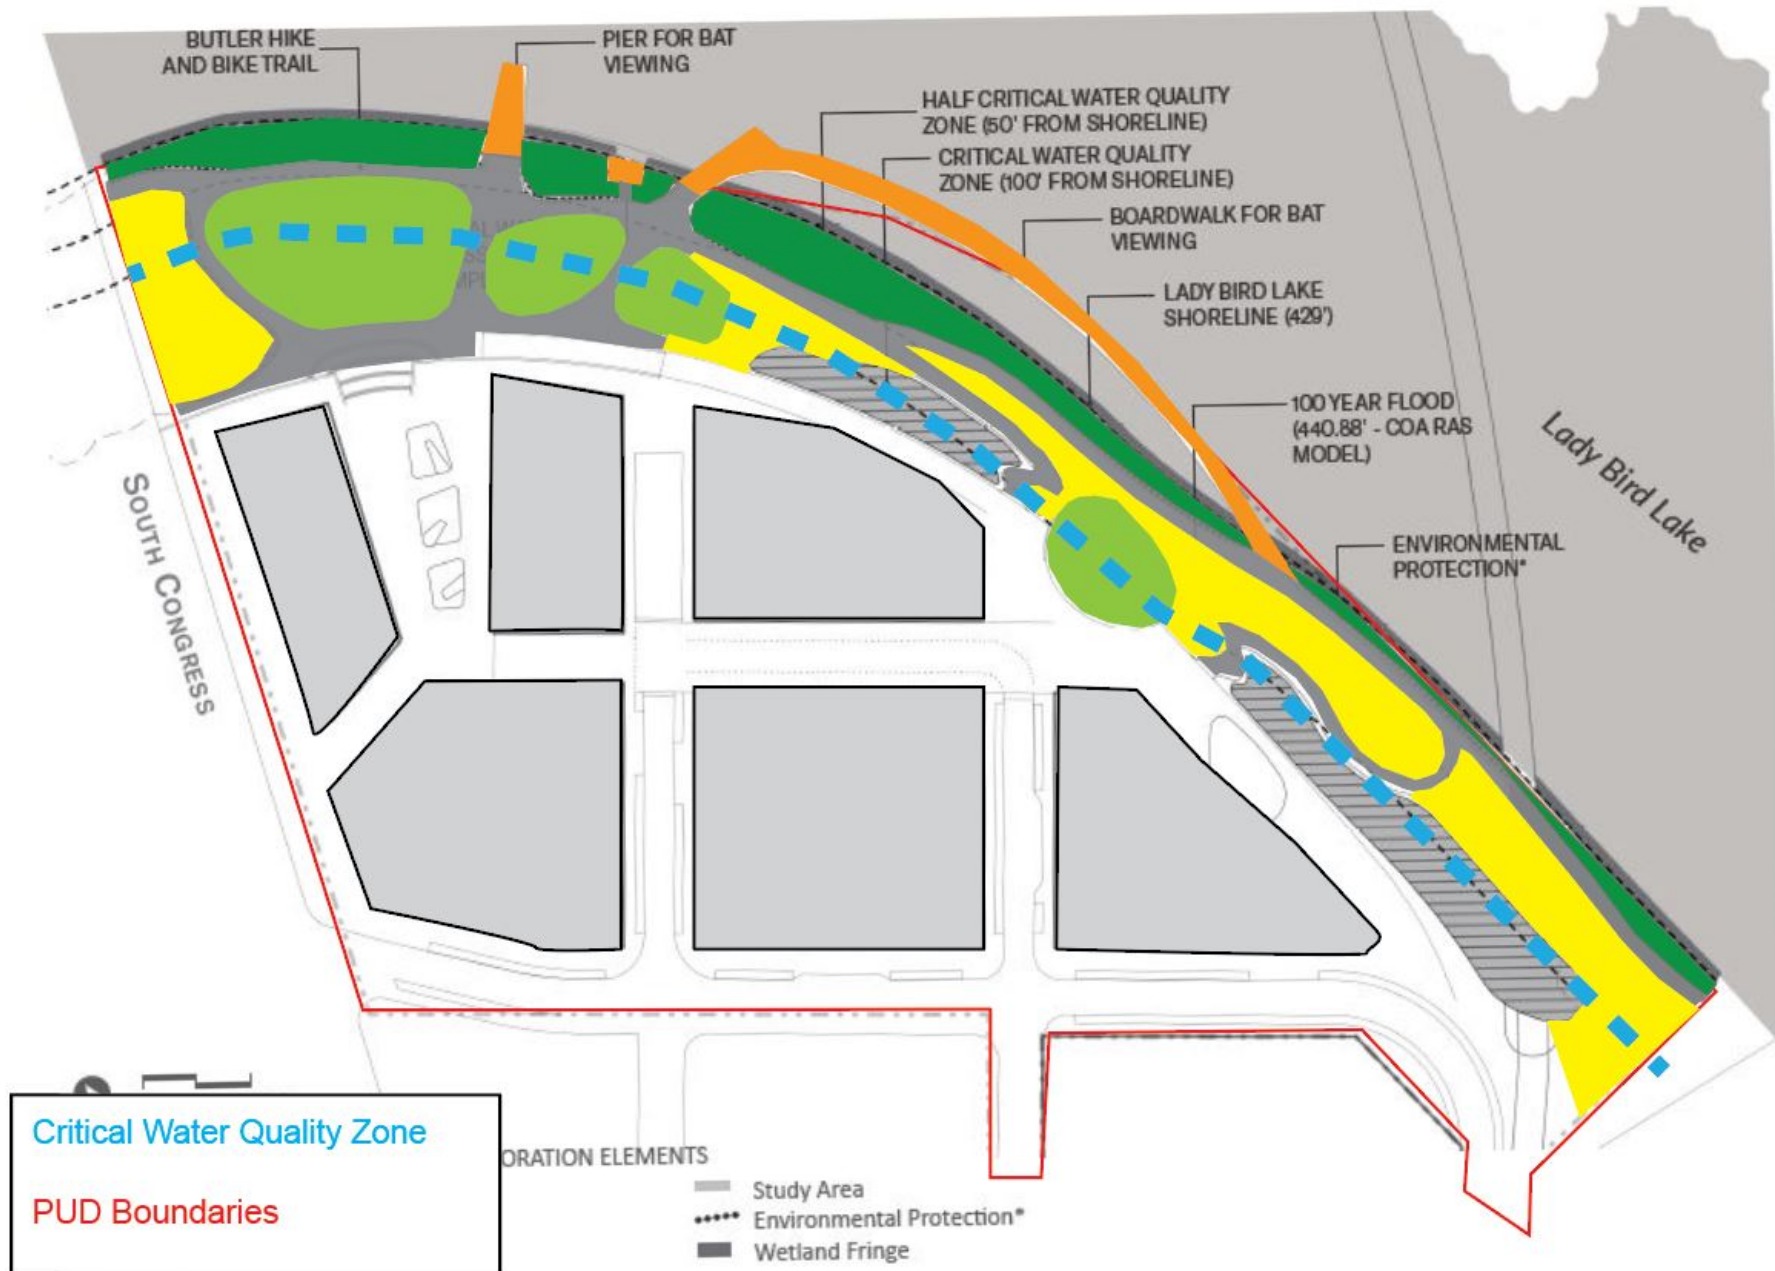 BUTLER HIKE
AND BIKE TRAIL
PIER FOR BAT
VIEWING
HALF CRITICAL WATER QUALITY
ZONE (50' FROM SHORELINE)
CRITICAL WATER QUALITY
ZONE (100' FROM SHORELINE)
BOARDWALK FOR BAT
VIEWING
LADY BIRD LAKE
SHORELINE (429')
100 YEAR FLOOD
(440.88' - COA RAS
MODEL)
Lady Bird Lake
ENVIRONMENTAL
PROTECTION*
SOUTH CONGRESS
Critical Water Quality Zone
PUD Boundaries
ORATION ELEMENTS
Study Area
Environmental Protection*
Wetland Fringe